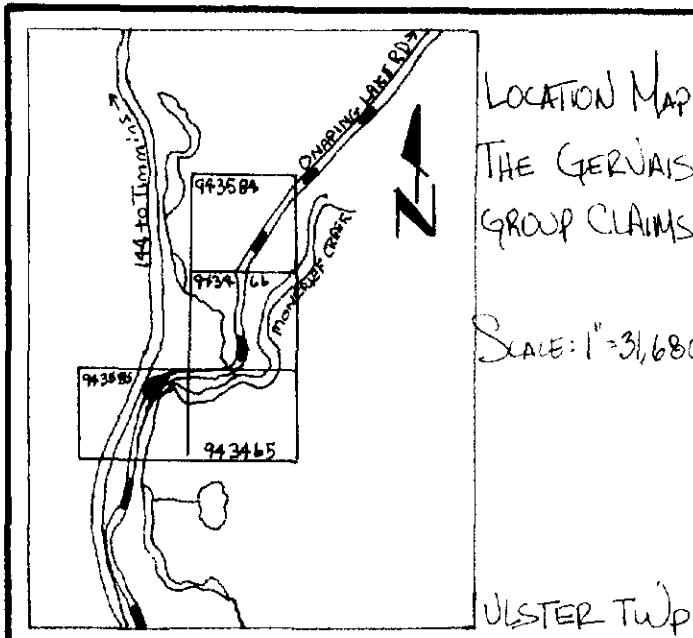 LOCATION MAP
THE GERVAIS
GROUP CLAIMS
SCALE: 1"=31,680
ULSTER TWP
144 to Timmins
ONAPING LAKE RD
943584
943466
MONCRIEF CREEK
943585
943465
N